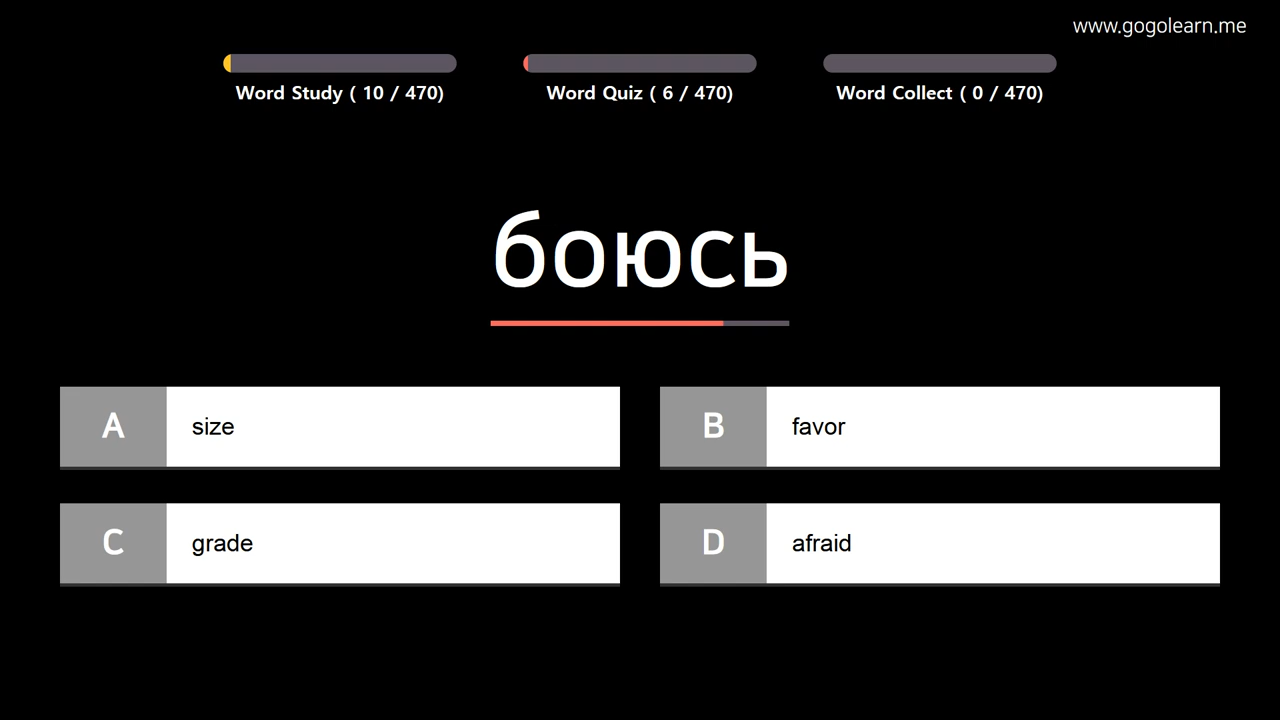 www.gogolearn.me
Word Study ( 10 / 470)
Word Quiz ( 6 / 470)
Word Collect ( 0 / 470)
боюсь
A
size
B
favor
C
grade
D
afraid